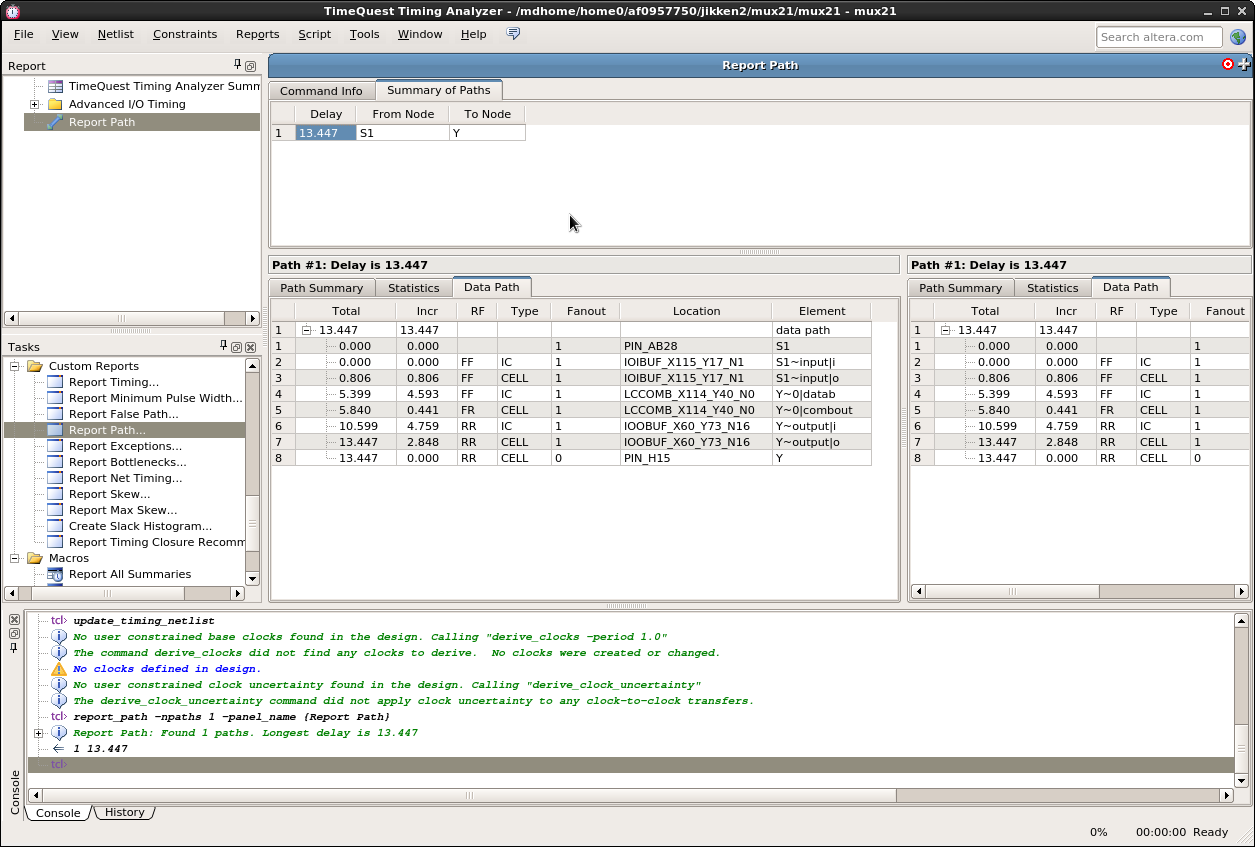 TimeQuest Timing Analyzer - /mdhome/home0/af0957750/jikken2/mux21/mux21 - mux21
File View Netlist Constraints Reports Script Tools Window Help
Search altera.com
Report
TimeQuest Timing Analyzer Summ
Advanced I/O Timing
Report Path
Report Path
Command Info Summary of Paths
Delay From Node To Node
1 13.447 S1 Y
Path #1: Delay is 13.447
Path Summary Statistics Data Path
Total Incr RF Type Fanout Location Element
1 13.447 13.447 data path
1 0.000 0.000 1 PIN_AB28 S1
2 0.000 0.000 FF IC 1 IOIBUF_X115_Y17_N1 S1~input|i
3 0.806 0.806 FF CELL 1 IOIBUF_X115_Y17_N1 S1~input|o
4 5.399 4.593 FF IC 1 LCCOMB_X114_Y40_N0 Y~0|datab
5 5.840 0.441 FR CELL 1 LCCOMB_X114_Y40_N0 Y~0|combout
6 10.599 4.759 RR IC 1 IOOBUF_X60_Y73_N16 Y~output|i
7 13.447 2.848 RR CELL 1 IOOBUF_X60_Y73_N16 Y~output|o
8 13.447 0.000 RR CELL 0 PIN_H15 Y
Path #1: Delay is 13.447
Path Summary Statistics Data Path
Total Incr RF Type Fanout
1 13.447 13.447
1 0.000 0.000 1
2 0.000 0.000 FF IC 1
3 0.806 0.806 FF CELL 1
4 5.399 4.593 FF IC 1
5 5.840 0.441 FR CELL 1
6 10.599 4.759 RR IC 1
7 13.447 2.848 RR CELL 1
8 13.447 0.000 RR CELL 0
Tasks
Custom Reports
Report Timing...
Report Minimum Pulse Width...
Report False Path...
Report Path...
Report Exceptions...
Report Bottlenecks...
Report Net Timing...
Report Skew...
Report Max Skew...
Create Slack Histogram...
Report Timing Closure Recomm
Macros
Report All Summaries
tcl> update_timing_netlist
No user constrained base clocks found in the design. Calling "derive_clocks -period 1.0"
The command derive_clocks did not find any clocks to derive.  No clocks were created or changed.
No clocks defined in design.
No user constrained clock uncertainty found in the design. Calling "derive_clock_uncertainty"
The derive_clock_uncertainty command did not apply clock uncertainty to any clock-to-clock transfers.
tcl> report_path -npaths 1 -panel_name {Report Path}
Report Path: Found 1 paths. Longest delay is 13.447
1 13.447
tcl>
Console
Console History
0% 00:00:00 Ready